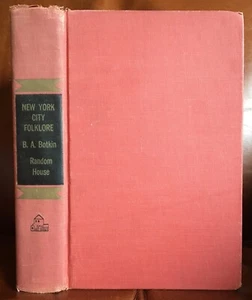 NEW YORK
CITY
FOLKLORE
B. A. Botkin
Random
House